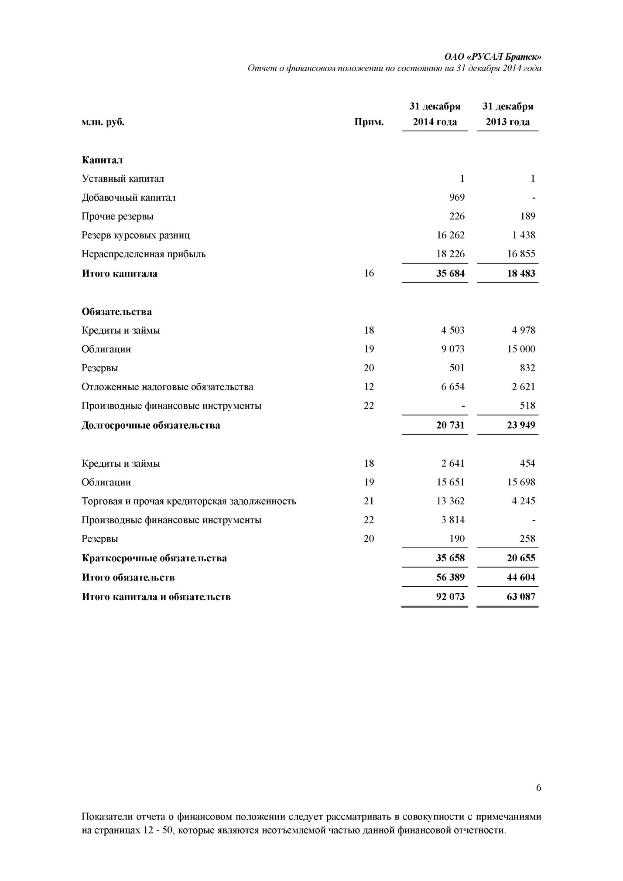 ОАО «РУСАЛ Братск»
Отчет о финансовом положении по состоянию на 31 декабря 2014 года
млн. руб. Прим. 31 декабря 2014 года 31 декабря 2013 года
Капитал
Уставный капитал 1 1
Добавочный капитал 969 -
Прочие резервы 226 189
Резерв курсовых разниц 16 262 1 438
Нераспределенная прибыль 18 226 16 855
Итого капитала 16 35 684 18 483
Обязательства
Кредиты и займы 18 4 503 4 978
Облигации 19 9 073 15 000
Резервы 20 501 832
Отложенные налоговые обязательства 12 6 654 2 621
Производные финансовые инструменты 22 - 518
Долгосрочные обязательства 20 731 23 949
Кредиты и займы 18 2 641 454
Облигации 19 15 651 15 698
Торговая и прочая кредиторская задолженность 21 13 362 4 245
Производные финансовые инструменты 22 3 814 -
Резервы 20 190 258
Краткосрочные обязательства 35 658 20 655
Итого обязательств 56 389 44 604
Итого капитала и обязательств 92 073 63 087
6
Показатели отчета о финансовом положении следует рассматривать в совокупности с примечаниями
на страницах 12 - 50, которые являются неотъемлемой частью данной финансовой отчетности.